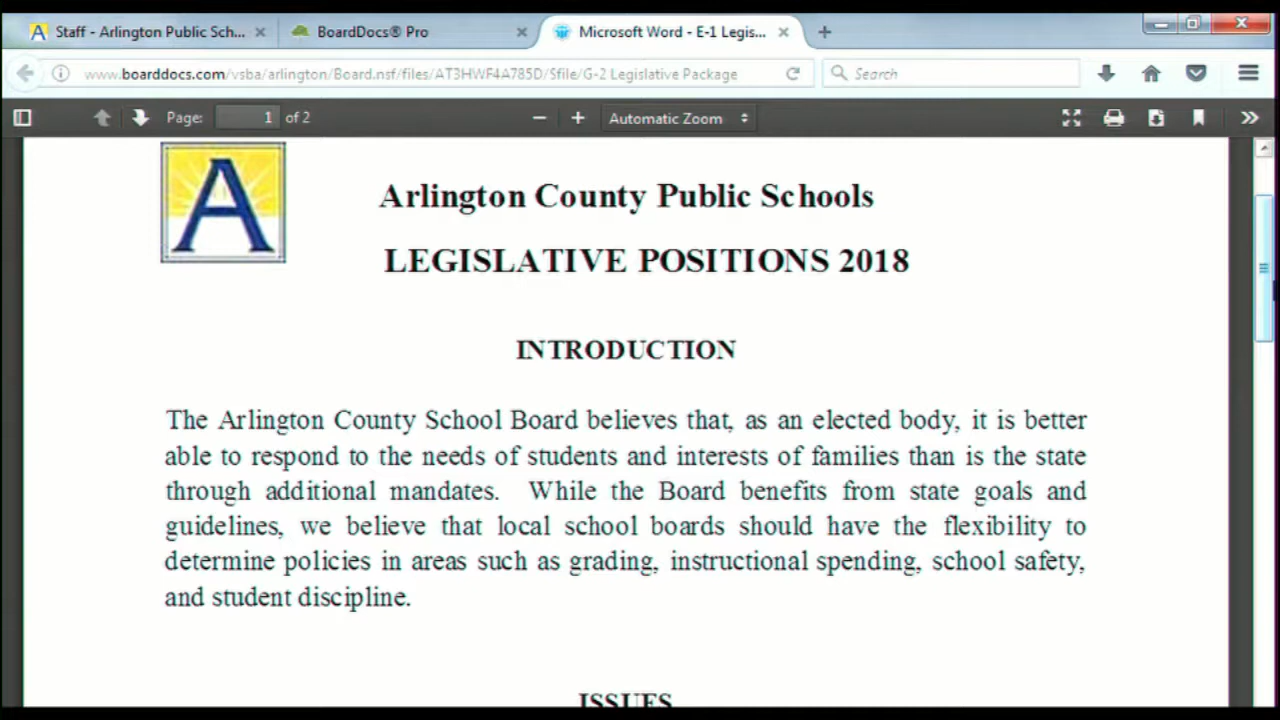 Staff - Arlington Public Sch...
BoardDocs® Pro
Microsoft Word - E-1 Legis...
www.boarddocs.com/vsba/arlington/Board.nsf/files/AT3HWF4A785D/$file/G-2 Legislative Package
Search
Page: 1 of 2
Automatic Zoom
A
Arlington County Public Schools
LEGISLATIVE POSITIONS 2018
INTRODUCTION
The Arlington County School Board believes that, as an elected body, it is better
able to respond to the needs of students and interests of families than is the state
through additional mandates. While the Board benefits from state goals and
guidelines, we believe that local school boards should have the flexibility to
determine policies in areas such as grading, instructional spending, school safety,
and student discipline.
ISSUES